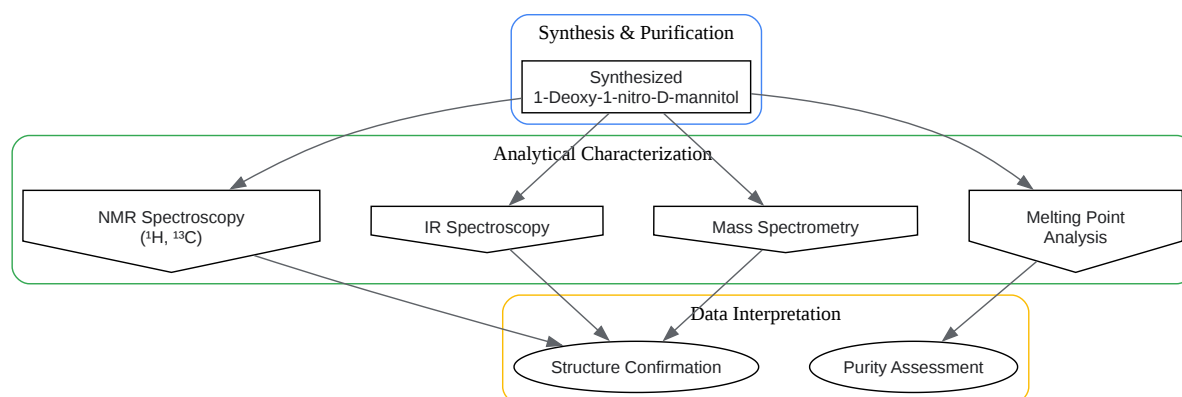 Synthesis & Purification
Synthesized
1-Deoxy-1-nitro-D-mannitol
Analytical Characterization
NMR Spectroscopy
(¹H, ¹³C)
IR Spectroscopy
Mass Spectrometry
Melting Point
Analysis
Data Interpretation
Structure Confirmation
Purity Assessment